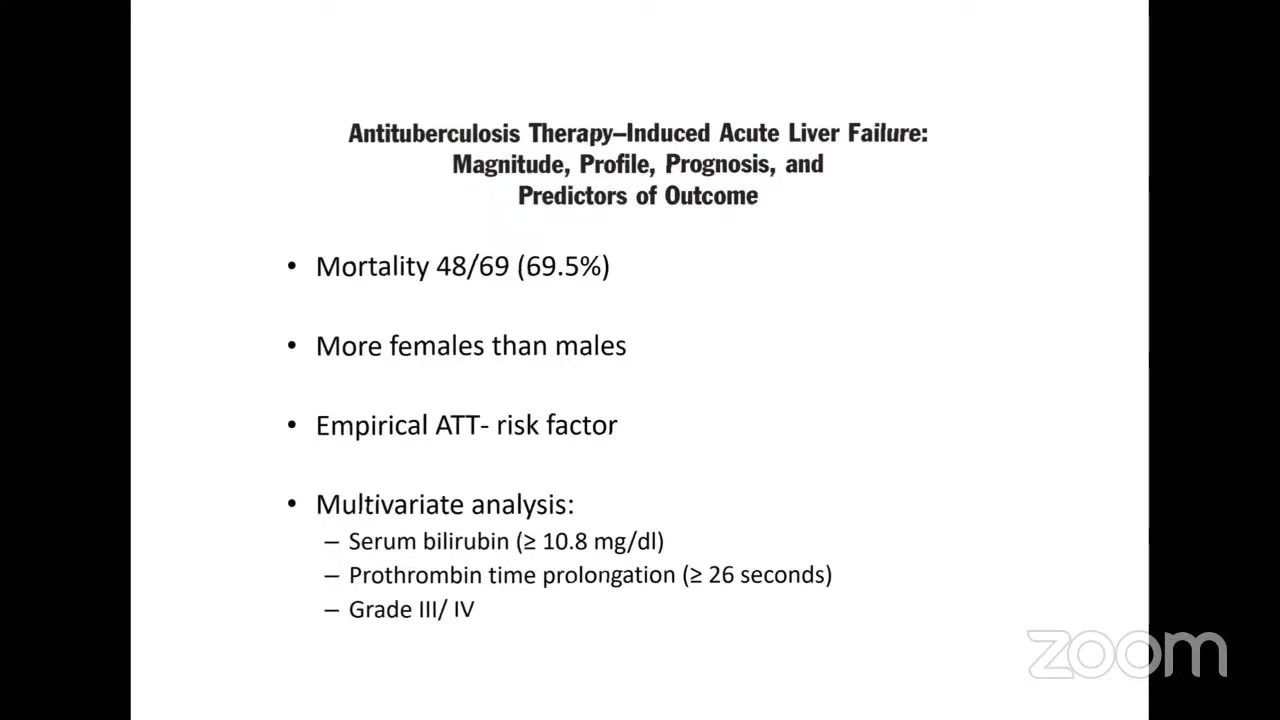 Antituberculosis Therapy–Induced Acute Liver Failure:
Magnitude, Profile, Prognosis, and
Predictors of Outcome
• Mortality 48/69 (69.5%)
• More females than males
• Empirical ATT- risk factor
• Multivariate analysis:
– Serum bilirubin (≥ 10.8 mg/dl)
– Prothrombin time prolongation (≥ 26 seconds)
– Grade III/ IV
zoom